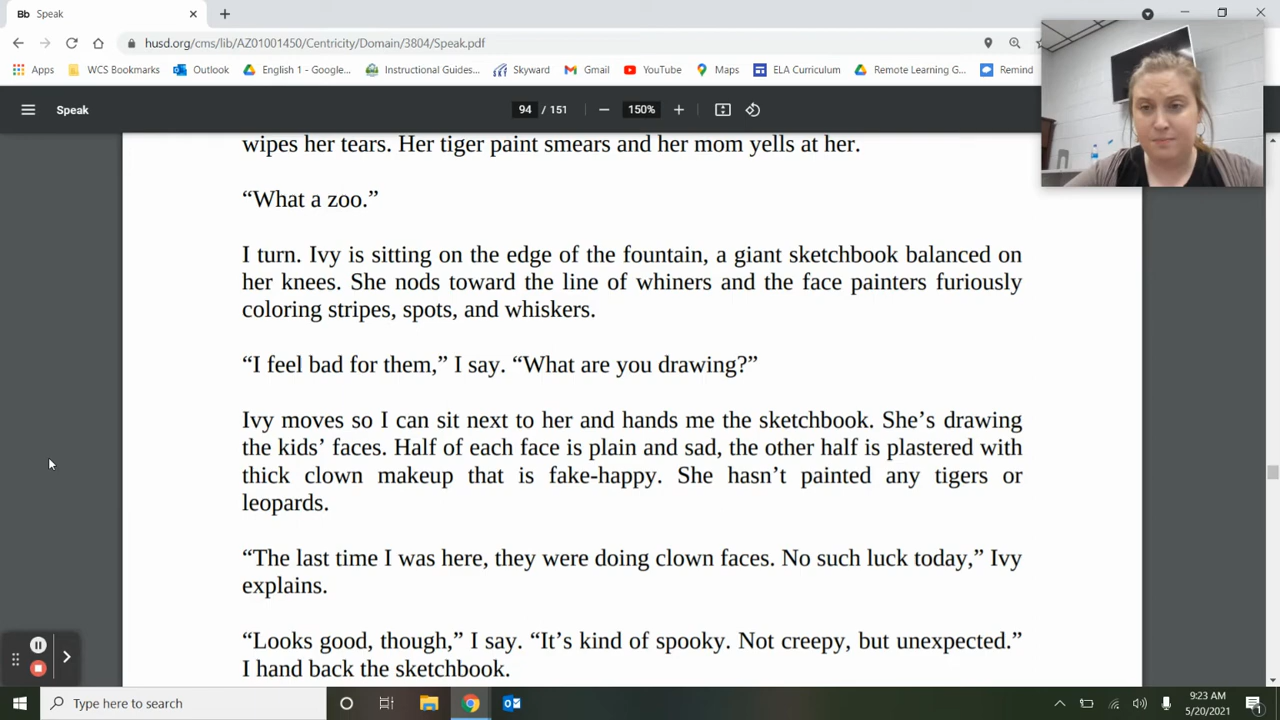 Bb Speak
husd.org/cms/lib/AZ01001450/Centricity/Domain/3804/Speak.pdf
Apps WCS Bookmarks Outlook English 1 - Google... Instructional Guides... Skyward Gmail YouTube Maps ELA Curriculum Remote Learning G... Remind
Speak 94 / 151 150%
wipes her tears. Her tiger paint smears and her mom yells at her.
“What a zoo.”
I turn. Ivy is sitting on the edge of the fountain, a giant sketchbook balanced on
her knees. She nods toward the line of whiners and the face painters furiously
coloring stripes, spots, and whiskers.
“I feel bad for them,” I say. “What are you drawing?”
Ivy moves so I can sit next to her and hands me the sketchbook. She’s drawing
the kids’ faces. Half of each face is plain and sad, the other half is plastered with
thick clown makeup that is fake-happy. She hasn’t painted any tigers or
leopards.
“The last time I was here, they were doing clown faces. No such luck today,” Ivy
explains.
“Looks good, though,” I say. “It’s kind of spooky. Not creepy, but unexpected.”
I hand back the sketchbook.
Type here to search
9:23 AM
5/20/2021
1